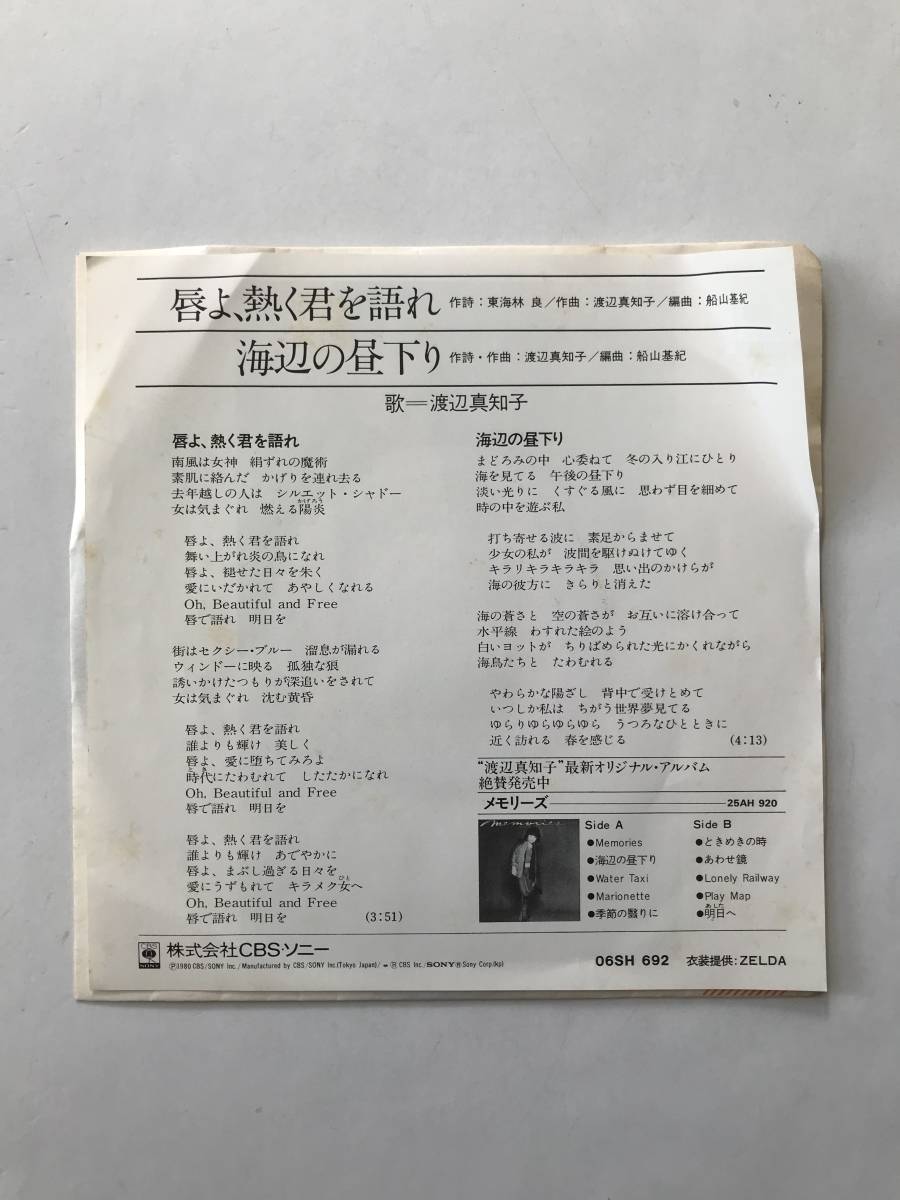 唇よ、熱く君を語れ 作詩：東海林 良／作曲：渡辺真知子／編曲：船山基紀
海辺の昼下り 作詩・作曲：渡辺真知子／編曲：船山基紀
歌＝渡辺真知子
唇よ、熱く君を語れ
南風は女神 絹ずれの魔術
素肌に絡んだ かげりを連れ去る
去年越しの人は シルエット・シャドー
女は気まぐれ 燃える陽炎
かげろう
唇よ、熱く君を語れ
舞い上がれ炎の鳥になれ
唇よ、褪せた日々を朱く
愛にいだかれて あやしくなれる
Oh, Beautiful and Free
唇で語れ 明日を
街はセクシー・ブルー 溜息が漏れる
ウィンドーに映る 孤独な狼
誘いかけたつもりが深追いをされて
女は気まぐれ 沈む黄昏
唇よ、熱く君を語れ
誰よりも輝け 美しく
唇よ、愛に堕ちてみろよ
時代にたわむれて したたかになれ
とき
Oh, Beautiful and Free
唇で語れ 明日を
唇よ、熱く君を語れ
誰よりも輝け あでやかに
唇よ、まぶし過ぎる日々を
愛にうずもれて キラメク女へ
ひと
Oh, Beautiful and Free
唇で語れ 明日を (3:51)
海辺の昼下り
まどろみの中 心委ねて 冬の入り江にひとり
海を見てる 午後の昼下り
淡い光りに くすぐる風に 思わず目を細めて
時の中を遊ぶ私
打ち寄せる波に 素足からませて
少女の私が 波間を駆けぬけてゆく
キラリキラキラキラ 思い出のかけらが
海の彼方に きらりと消えた
海の蒼さと 空の蒼さが お互いに溶け合って
水平線 わすれた絵のよう
白いヨットが ちりばめられた光にかくれながら
海鳥たちと たわむれる
やわらかな陽ざし 背中で受けとめて
いつしか私は ちがう世界夢見てる
ゆらりゆらゆらゆら うつろなひとときに
近く訪れる 春を感じる (4:13)
“渡辺真知子”最新オリジナル・アルバム
絶賛発売中
メモリーズ 25AH 920
Memories
Side A
●Memories
●海辺の昼下り
●Water Taxi
●Marionette
●季節の翳りに
Side B
●ときめきの時
●あわせ鏡
●Lonely Railway
●Play Map
●明日へ
あした
CBS
SONY
株式会社CBS・ソニー
Ⓟ1980 CBS/SONY Inc./Manufactured by CBS/SONY Inc.(Tokyo Japan)/ CBS Inc./SONY® Sony Corp.(kp)
06SH 692 衣装提供：ZELDA